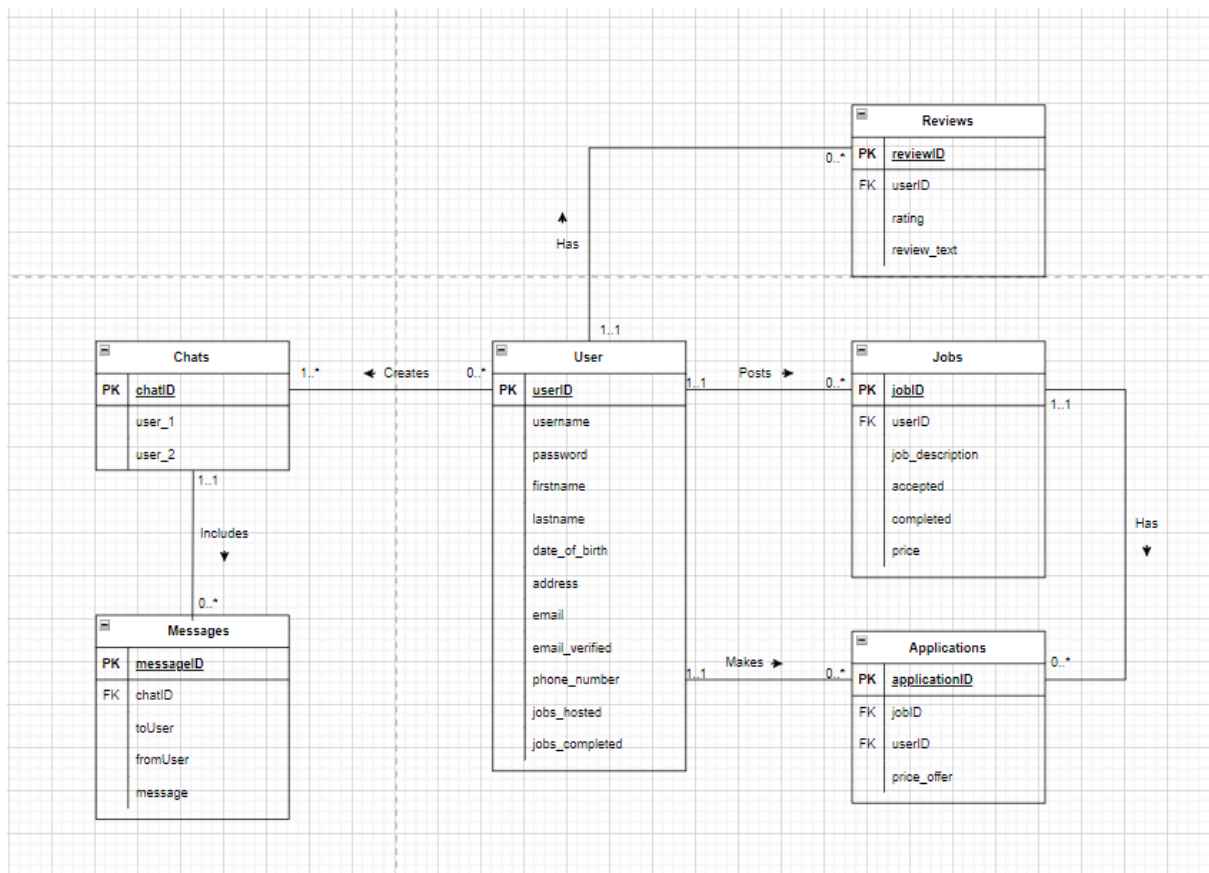 Reviews
PK reviewID
FK userID
rating
review_text
0..*
Has
1..1
Chats
PK chatID
user_1
user_2
1..*
Creates
0..*
User
PK userID
username
password
firstname
lastname
date_of_birth
address
email
email_verified
phone_number
jobs_hosted
jobs_completed
1..1
Posts
0..*
Jobs
PK jobID
FK userID
job_description
accepted
completed
price
1..1
Has
0..*
1..1
Includes
0..*
Messages
PK messageID
FK chatID
toUser
fromUser
message
1..1
Makes
0..*
Applications
PK applicationID
FK jobID
FK userID
price_offer